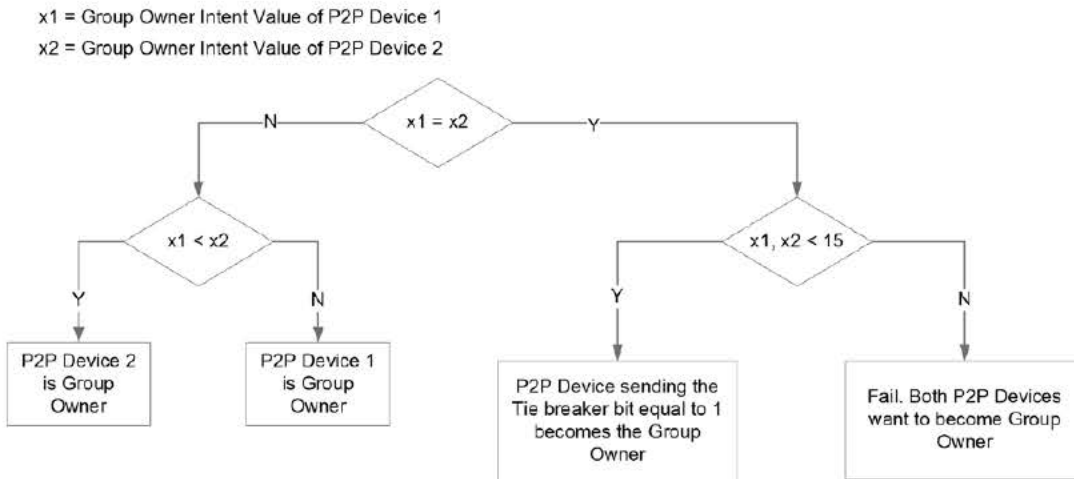 x1 = Group Owner Intent Value of P2P Device 1
x2 = Group Owner Intent Value of P2P Device 2
x1 = x2
N
Y
x1 < x2
x1, x2 < 15
Y
N
Y
N
P2P Device 2
is Group
Owner
P2P Device 1
is Group
Owner
P2P Device sending the
Tie breaker bit equal to 1
becomes the Group
Owner
Fail. Both P2P Devices
want to become Group
Owner